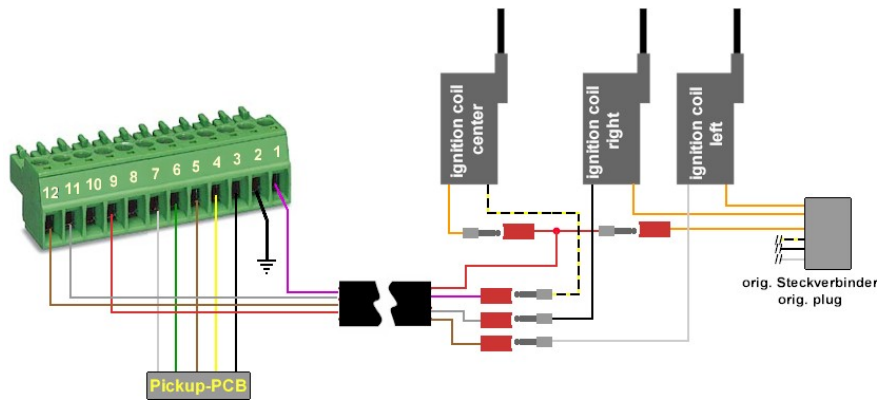 ignition coil
center
ignition coil
right
ignition coil
left
12 11 10 9 8 7 6 5 4 3 2 1
orig. Steckverbinder
orig. plug
Pickup-PCB